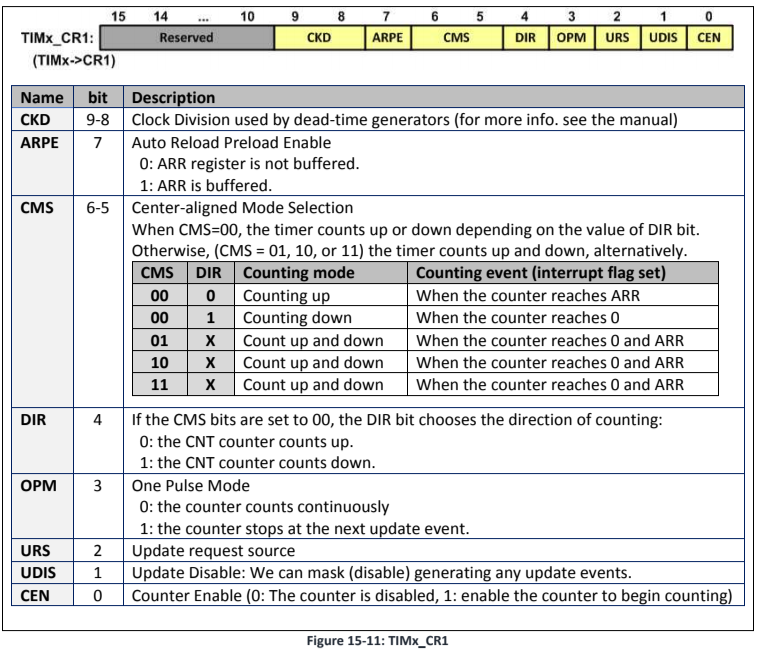 15 14 ... 10 9 8 7 6 5 4 3 2 1 0
TIMx_CR1: Reserved CKD ARPE CMS DIR OPM URS UDIS CEN
(TIMx->CR1)
Name bit Description
CKD 9-8 Clock Division used by dead-time generators (for more info. see the manual)
ARPE 7 Auto Reload Preload Enable
0: ARR register is not buffered.
1: ARR is buffered.
CMS 6-5 Center-aligned Mode Selection
When CMS=00, the timer counts up or down depending on the value of DIR bit.
Otherwise, (CMS = 01, 10, or 11) the timer counts up and down, alternatively.
CMS DIR Counting mode Counting event (interrupt flag set)
00 0 Counting up When the counter reaches ARR
00 1 Counting down When the counter reaches 0
01 X Count up and down When the counter reaches 0 and ARR
10 X Count up and down When the counter reaches 0 and ARR
11 X Count up and down When the counter reaches 0 and ARR
DIR 4 If the CMS bits are set to 00, the DIR bit chooses the direction of counting:
0: the CNT counter counts up.
1: the CNT counter counts down.
OPM 3 One Pulse Mode
0: the counter counts continuously
1: the counter stops at the next update event.
URS 2 Update request source
UDIS 1 Update Disable: We can mask (disable) generating any update events.
CEN 0 Counter Enable (0: The counter is disabled, 1: enable the counter to begin counting)
Figure 15-11: TIMx_CR1